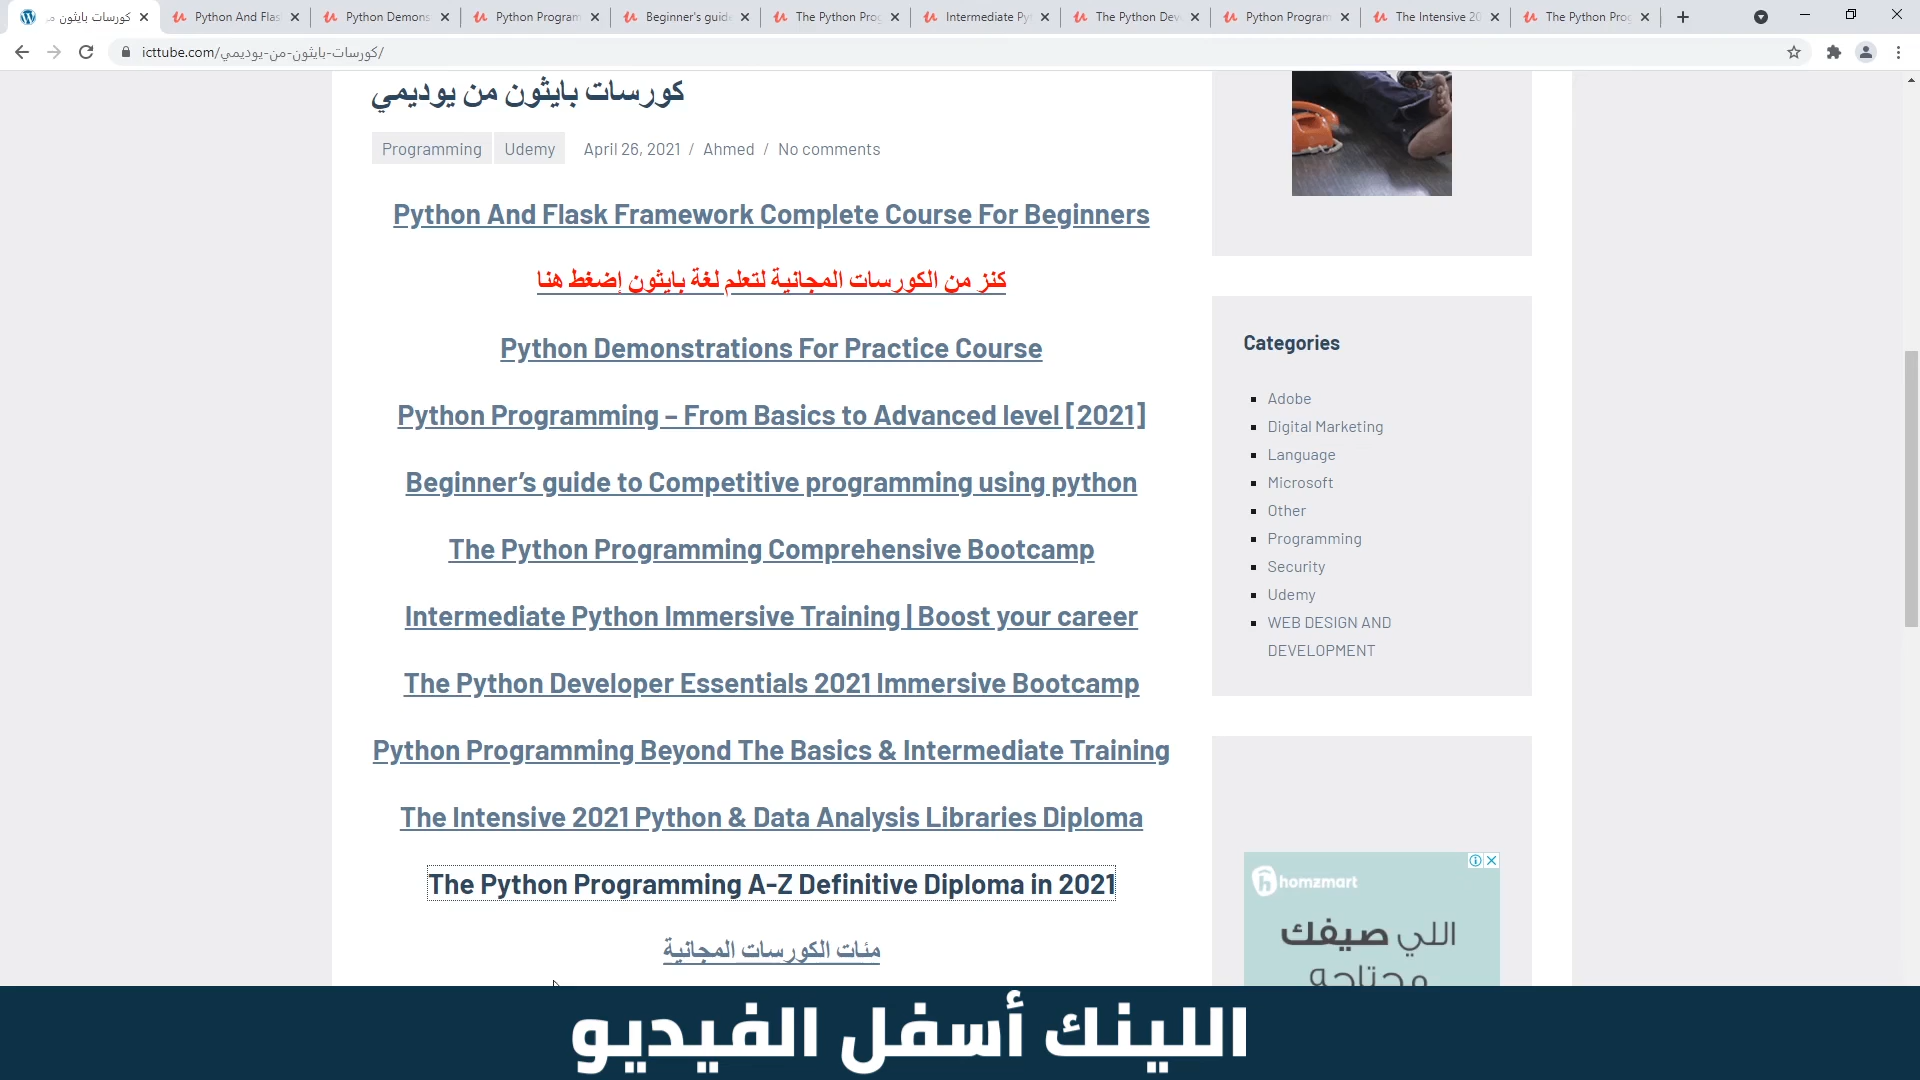 كورسات بايثون م
Python And Flas
Python Demons
Python Program
Beginner's guid
The Python Prog
Intermediate Py
The Python Dev
Python Program
The Intensive 20
The Python Prog
icttube.com/كورسات-بايثون-من-يوديمي/
كورسات بايثون من يوديمي
Programming Udemy April 26, 2021 / Ahmed / No comments
Python And Flask Framework Complete Course For Beginners
كنز من الكورسات المجانية لتعلم لغة بايثون إضغط هنا
Python Demonstrations For Practice Course
Python Programming – From Basics to Advanced level [2021]
Beginner’s guide to Competitive programming using python
The Python Programming Comprehensive Bootcamp
Intermediate Python Immersive Training | Boost your career
The Python Developer Essentials 2021 Immersive Bootcamp
Python Programming Beyond The Basics & Intermediate Training
The Intensive 2021 Python & Data Analysis Libraries Diploma
The Python Programming A-Z Definitive Diploma in 2021
مئات الكورسات المجانية
Categories
Adobe
Digital Marketing
Language
Microsoft
Other
Programming
Security
Udemy
WEB DESIGN AND
DEVELOPMENT
homzmart
اللي صيفك
محتاجه
اللينك أسفل الفيديو